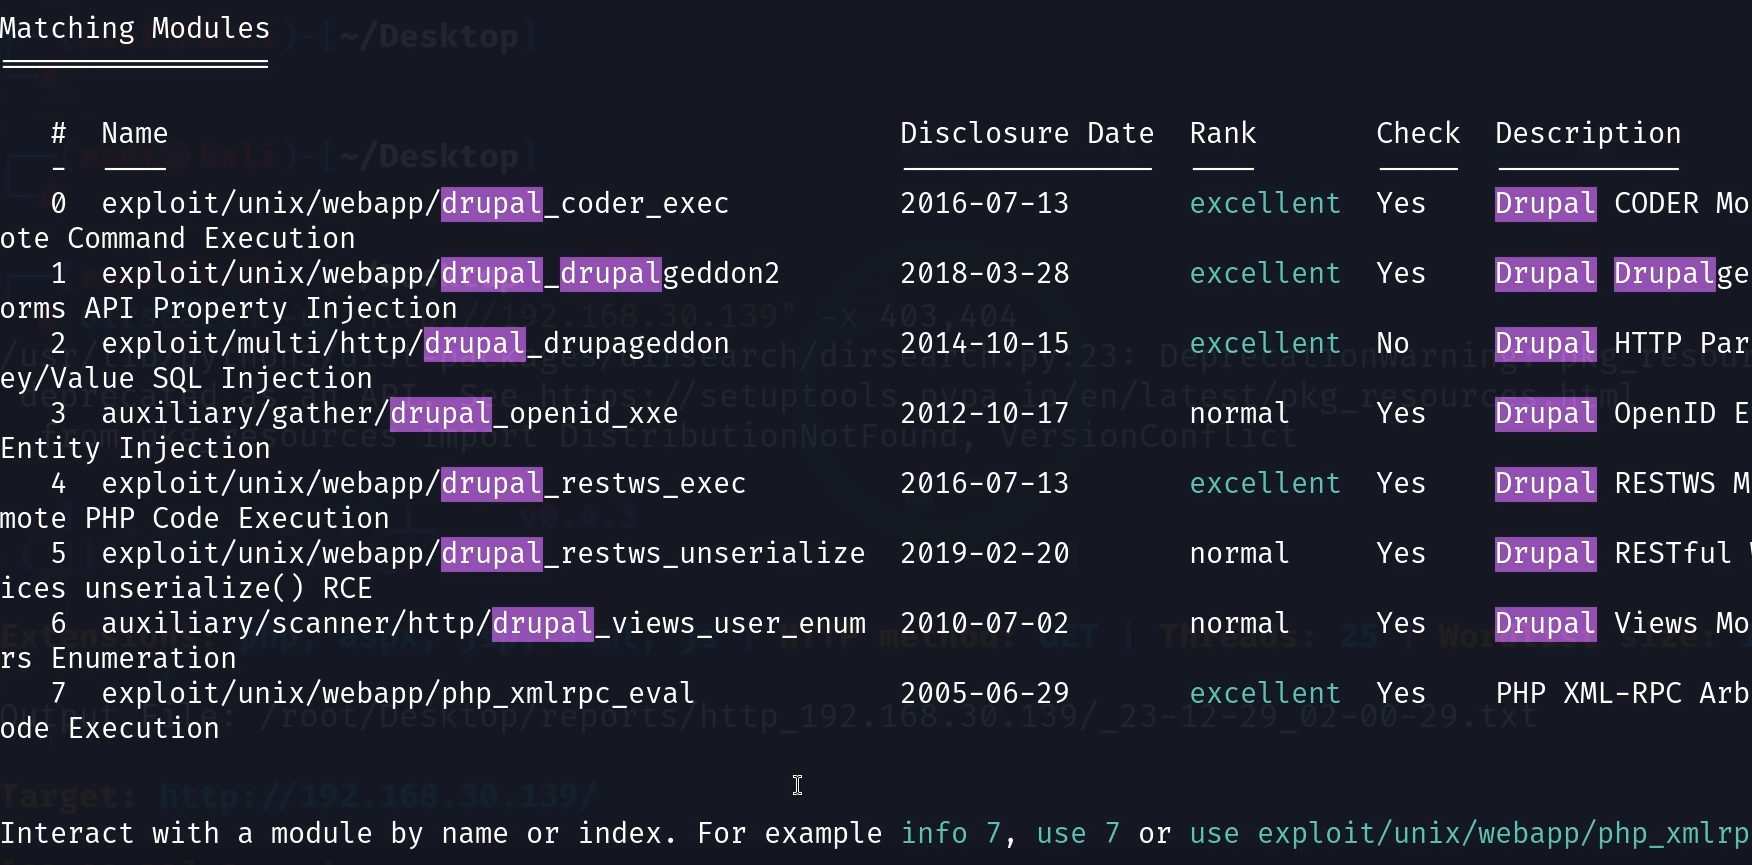 Matching Modules
================
   #  Name                                           Disclosure Date  Rank       Check  Description
   -  ----                                           ---------------  ----       -----  -----------
   0  exploit/unix/webapp/drupal_coder_exec          2016-07-13       excellent  Yes    Drupal CODER Mo
ote Command Execution
   1  exploit/unix/webapp/drupal_drupalgeddon2       2018-03-28       excellent  Yes    Drupal Drupalge
orms API Property Injection
   2  exploit/multi/http/drupal_drupageddon          2014-10-15       excellent  No     Drupal HTTP Par
ey/Value SQL Injection
   3  auxiliary/gather/drupal_openid_xxe             2012-10-17       normal     Yes    Drupal OpenID E
Entity Injection
   4  exploit/unix/webapp/drupal_restws_exec         2016-07-13       excellent  Yes    Drupal RESTWS M
mote PHP Code Execution
   5  exploit/unix/webapp/drupal_restws_unserialize  2019-02-20       normal     Yes    Drupal RESTful
ices unserialize() RCE
   6  auxiliary/scanner/http/drupal_views_user_enum  2010-07-02       normal     Yes    Drupal Views Mo
rs Enumeration
   7  exploit/unix/webapp/php_xmlrpc_eval            2005-06-29       excellent  Yes    PHP XML-RPC Arb
ode Execution
Interact with a module by name or index. For example info 7, use 7 or use exploit/unix/webapp/php_xmlrp